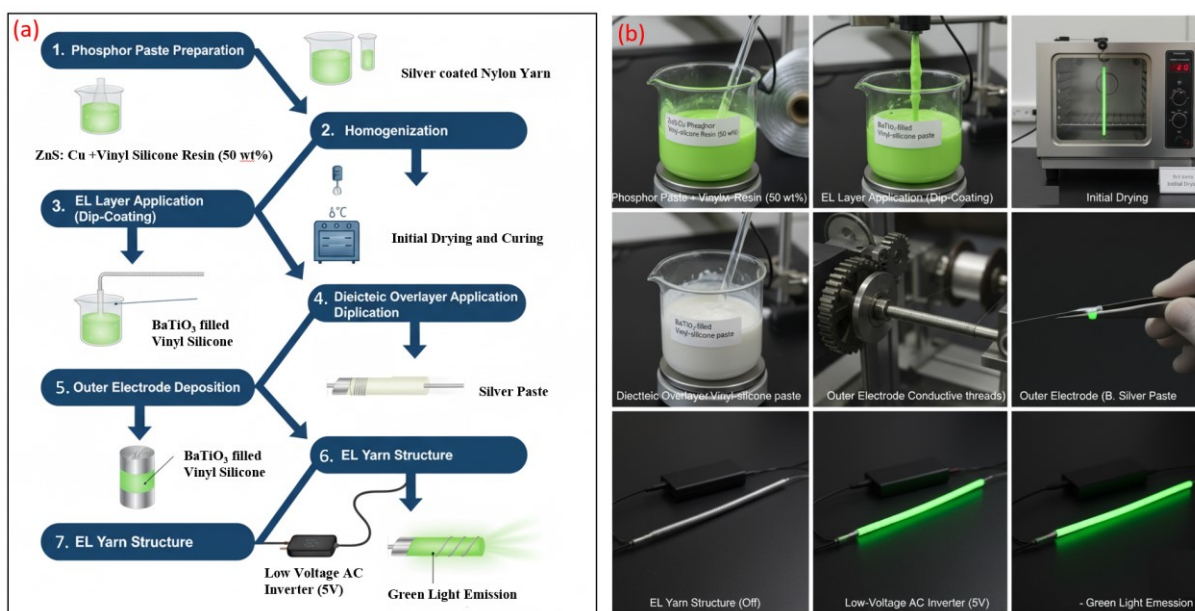 (a)
1. Phosphor Paste Preparation
Silver coated Nylon Yarn
2. Homogenization
ZnS: Cu +Vinyl Silicone Resin (50 wt%)
3. EL Layer Application
(Dip-Coating)
Initial Drying and Curing
4. Dieicteic Overlayer Application
Diplication
BaTiO₃ filled
Vinyl Silicone
5. Outer Electrode Deposition
Silver Paste
BaTiO₃ filled
Vinyl Silicone
6. EL Yarn Structure
7. EL Yarn Structure
Low Voltage AC
Inverter (5V)
Green Light Emission
(b)
Vinyl-silicone Resin (50 wt%)
Phosphor Paste + Vinylw-Resin (50 wt%)
BaTiO₃-filled
Vinyl-silicone paste
EL Layer Application (Dip-Coating)
Initial Drying
BaTiO₃-filled
Vinyl-silicone paste
Diectteic Overlayer Vinyl-silicone paste
Outer Electrode Conductive threads)
Outer Electrode (B. Silver Paste
EL Yarn Structure (Off)
Low-Voltage AC Inverter (5V)
- Green Light Emession